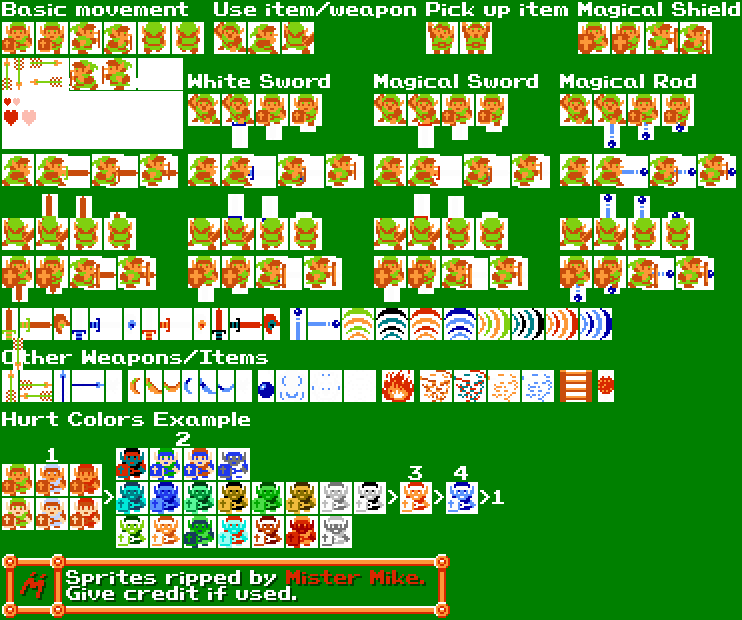 Basic movement
Use item/weapon
Pick up item
Magical Shield
White Sword
Magical Sword
Magical Rod
Other Weapons/Items
Hurt Colors Example
1
2
3
4
> > > >1
Sprites ripped by Mister Mike.
Give credit if used.